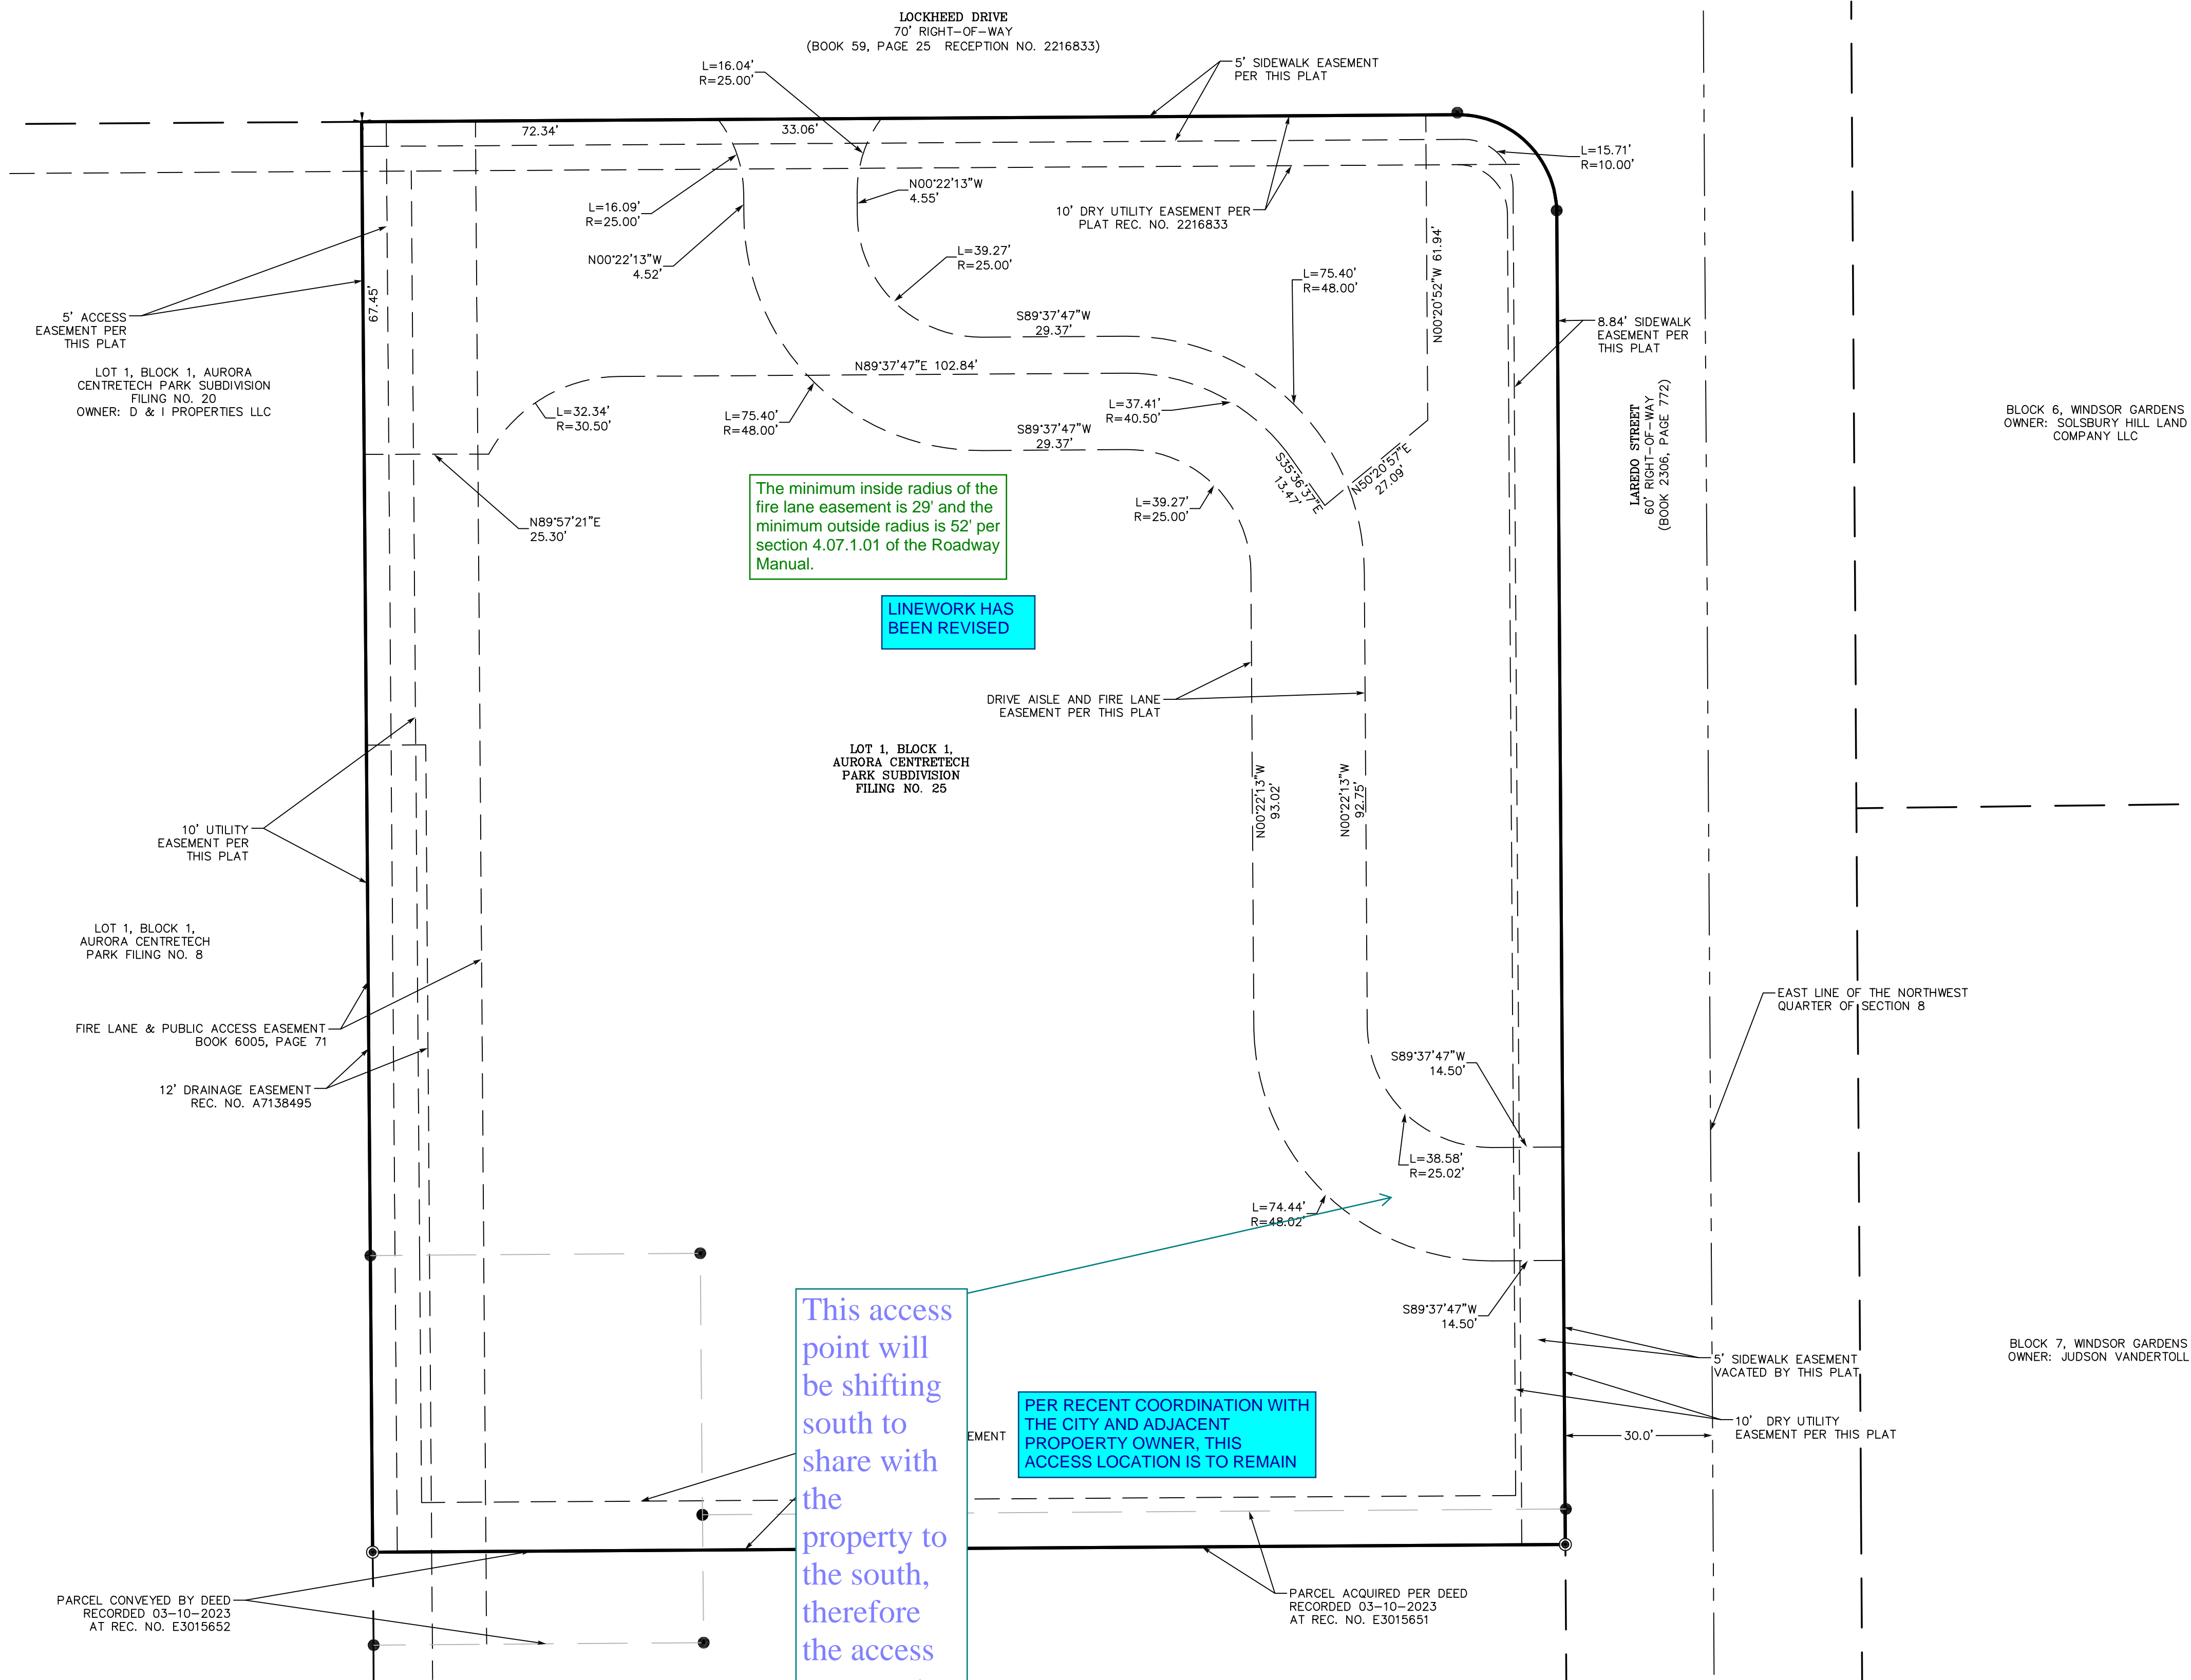 LOCKHEED DRIVE
70' RIGHT-OF-WAY
(BOOK 59, PAGE 25 RECEPTION NO. 2216833)
L=16.04'
R=25.00'
5' SIDEWALK EASEMENT
PER THIS PLAT
72.34'
33.06'
L=15.71'
R=10.00'
N00°22'13"W
4.55'
L=16.09'
R=25.00'
10' DRY UTILITY EASEMENT PER
PLAT REC. NO. 2216833
N00°22'13"W
4.52'
L=39.27'
R=25.00'
L=75.40'
R=48.00'
N00°20'52"W 61.94'
67.45'
5' ACCESS
EASEMENT PER
THIS PLAT
S89°37'47"W
29.37'
8.84' SIDEWALK
EASEMENT PER
THIS PLAT
LOT 1, BLOCK 1, AURORA
CENTRETECH PARK SUBDIVISION
FILING NO. 20
OWNER: D & I PROPERTIES LLC
N89°37'47"E 102.84'
L=32.34'
R=30.50'
L=75.40'
R=48.00'
L=37.41'
R=40.50'
S89°37'47"W
29.37'
LAREDO STREET
60' RIGHT-OF-WAY
(BOOK 2306, PAGE 772)
BLOCK 6, WINDSOR GARDENS
OWNER: SOLSBURY HILL LAND
COMPANY LLC
S35°36'37"E
13.47'
N50°20'57"E
27.09'
The minimum inside radius of the
fire lane easement is 29' and the
minimum outside radius is 52' per
section 4.07.1.01 of the Roadway
Manual.
L=39.27'
R=25.00'
N89°57'21"E
25.30'
LINEWORK HAS
BEEN REVISED
DRIVE AISLE AND FIRE LANE
EASEMENT PER THIS PLAT
LOT 1, BLOCK 1,
AURORA CENTRETECH
PARK SUBDIVISION
FILING NO. 25
N00°22'13"W
93.02'
N00°22'13"W
92.75'
10' UTILITY
EASEMENT PER
THIS PLAT
LOT 1, BLOCK 1,
AURORA CENTRETECH
PARK FILING NO. 8
EAST LINE OF THE NORTHWEST
QUARTER OF SECTION 8
FIRE LANE & PUBLIC ACCESS EASEMENT
BOOK 6005, PAGE 71
12' DRAINAGE EASEMENT
REC. NO. A7138495
S89°37'47"W
14.50'
L=38.58'
R=25.02'
L=74.44'
R=48.02'
S89°37'47"W
14.50'
This access
point will
be shifting
south to
share with
the
property to
the south,
therefore
the access
EMENT
PER RECENT COORDINATION WITH
THE CITY AND ADJACENT
PROPOERTY OWNER, THIS
ACCESS LOCATION IS TO REMAIN
5' SIDEWALK EASEMENT
VACATED BY THIS PLAT
BLOCK 7, WINDSOR GARDENS
OWNER: JUDSON VANDERTOLL
10' DRY UTILITY
EASEMENT PER THIS PLAT
30.0'
PARCEL CONVEYED BY DEED
RECORDED 03-10-2023
AT REC. NO. E3015652
PARCEL ACQUIRED PER DEED
RECORDED 03-10-2023
AT REC. NO. E3015651